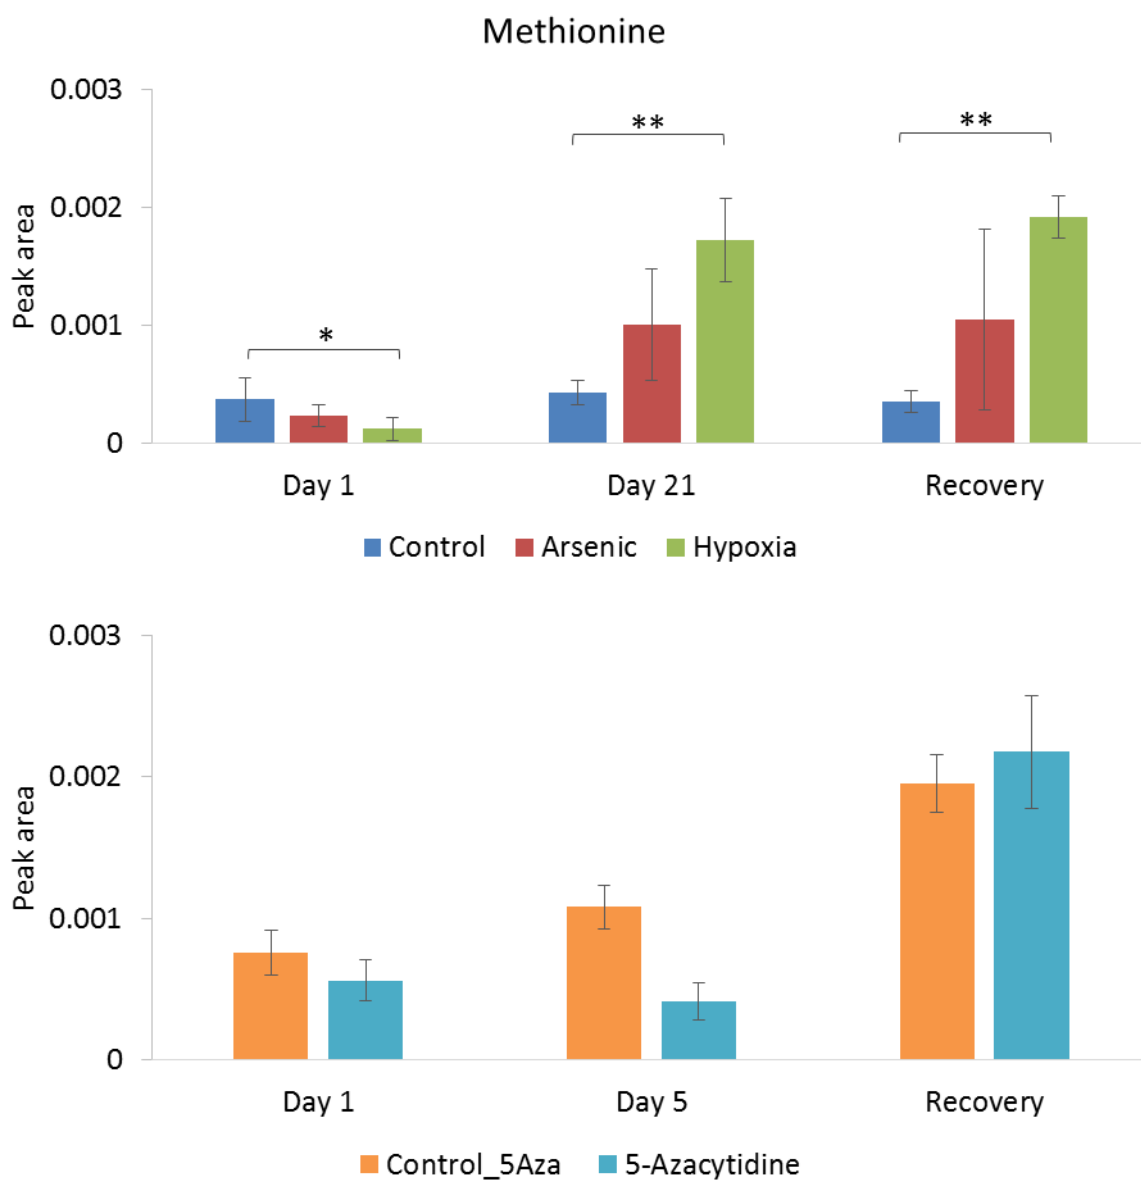 Methionine
0.003
0.002
0.001
0
Peak area
*
**
**
Day 1 Day 21 Recovery
Control Arsenic Hypoxia
0.003
0.002
0.001
0
Peak area
Day 1 Day 5 Recovery
Control_5Aza 5-Azacytidine